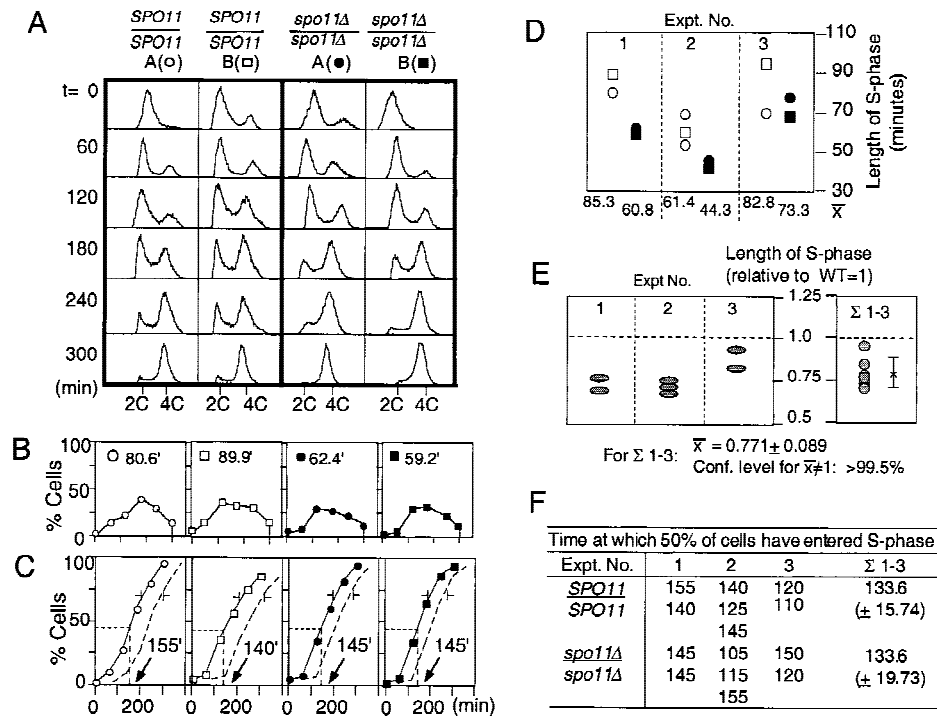 A
SPO11 SPO11 spo11Δ spo11Δ
SPO11 SPO11 spo11Δ spo11Δ
A(○) B(□) A(●) B(■)
t= 0
60
120
180
240
300
(min)
2C 4C 2C 4C 2C 4C 2C 4C
B
% Cells
100
50
0
80.6' 89.9' 62.4' 59.2'
C
% Cells
100
50
0
155' 140' 145' 145'
0 200 0 200 0 200 0 200 (min)
D
Expt. No.
1 2 3
110
90
70
50
30
Length of S-phase
(minutes)
85.3 60.8 61.4 44.3 82.8 73.3 x̄
E
Length of S-phase
(relative to WT=1)
Expt No.
1 2 3
1.25
1.0
0.75
0.5
Σ 1-3
For Σ 1-3: x̄ = 0.771± 0.089
Conf. level for x̄≠1: >99.5%
F
Time at which 50% of cells have entered S-phase
Expt. No. 1 2 3 Σ 1-3
SPO11 155 140 120 133.6
SPO11 140 125 110 (± 15.74)
145
spo11Δ 145 105 150 133.6
spo11Δ 145 115 120 (± 19.73)
155